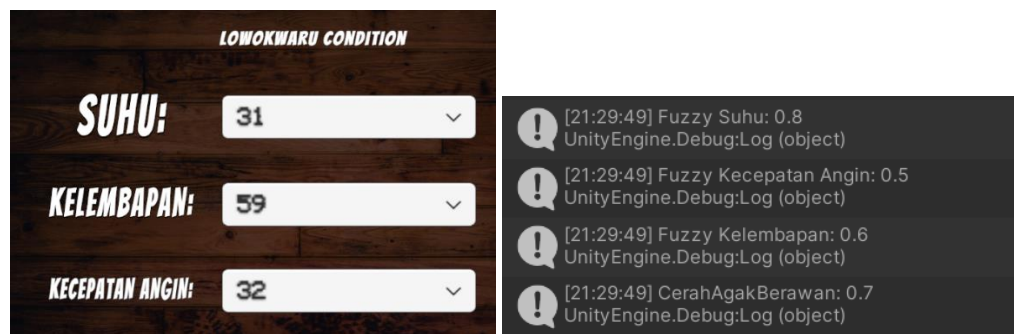 LOWOKWARU CONDITION
SUHU: 31
KELEMBAPAN: 59
KECEPATAN ANGIN: 32
[21:29:49] Fuzzy Suhu: 0.8
UnityEngine.Debug:Log (object)
[21:29:49] Fuzzy Kecepatan Angin: 0.5
UnityEngine.Debug:Log (object)
[21:29:49] Fuzzy Kelembapan: 0.6
UnityEngine.Debug:Log (object)
[21:29:49] CerahAgakBerawan: 0.7
UnityEngine.Debug:Log (object)